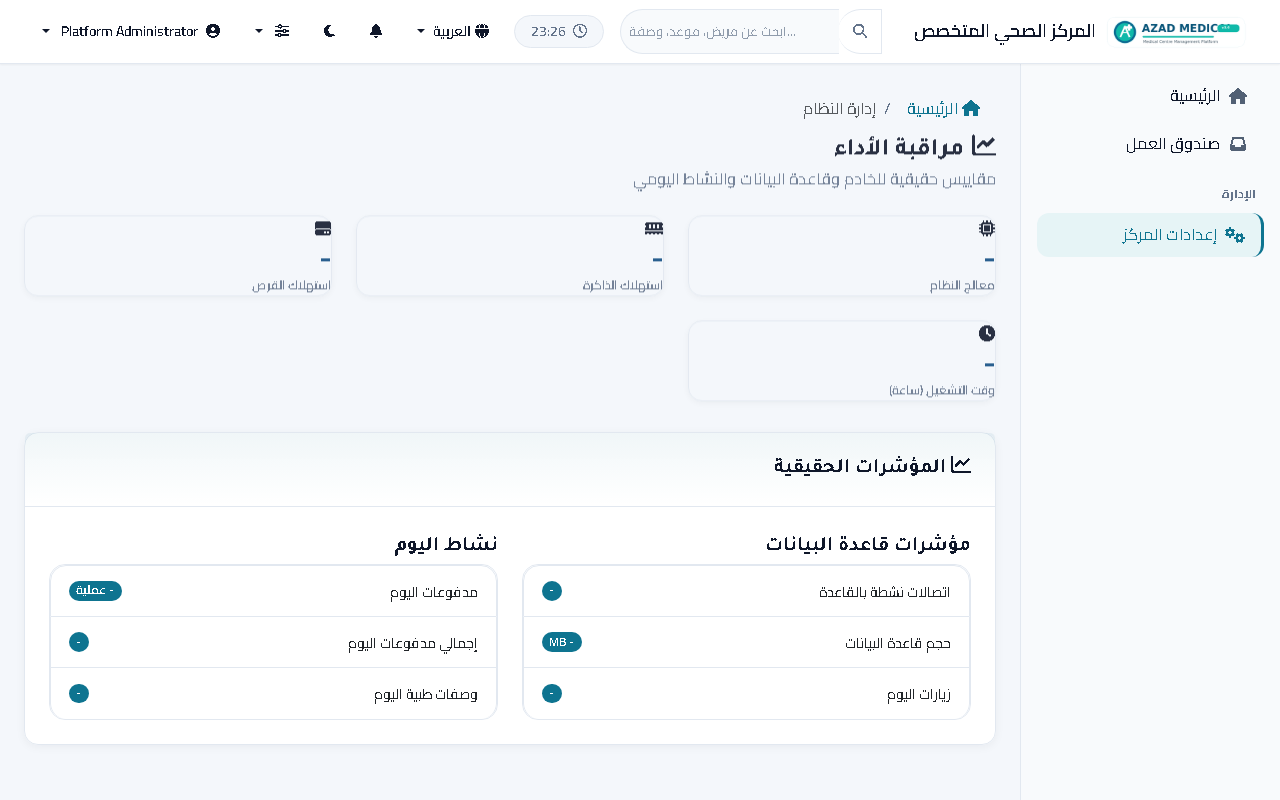 AZAD MEDIC
Medical Centre Management Platform
المركز الصحي المتخصص
ابحث عن مريض، موعد، وصفة...
23:26
العربية
Platform Administrator
الرئيسية
صندوق العمل
الإدارة
إعدادات المركز
الرئيسية / إدارة النظام
مراقبة الأداء
مقاييس حقيقية للخادم وقاعدة البيانات والنشاط اليومي
-
معالج النظام
-
استهلاك الذاكرة
-
استهلاك القرص
-
وقت التشغيل (ساعة)
المؤشرات الحقيقية
مؤشرات قاعدة البيانات
اتصالات نشطة بالقاعدة -
حجم قاعدة البيانات - MB
زيارات اليوم -
نشاط اليوم
مدفوعات اليوم - عملية
إجمالي مدفوعات اليوم -
وصفات طبية اليوم -